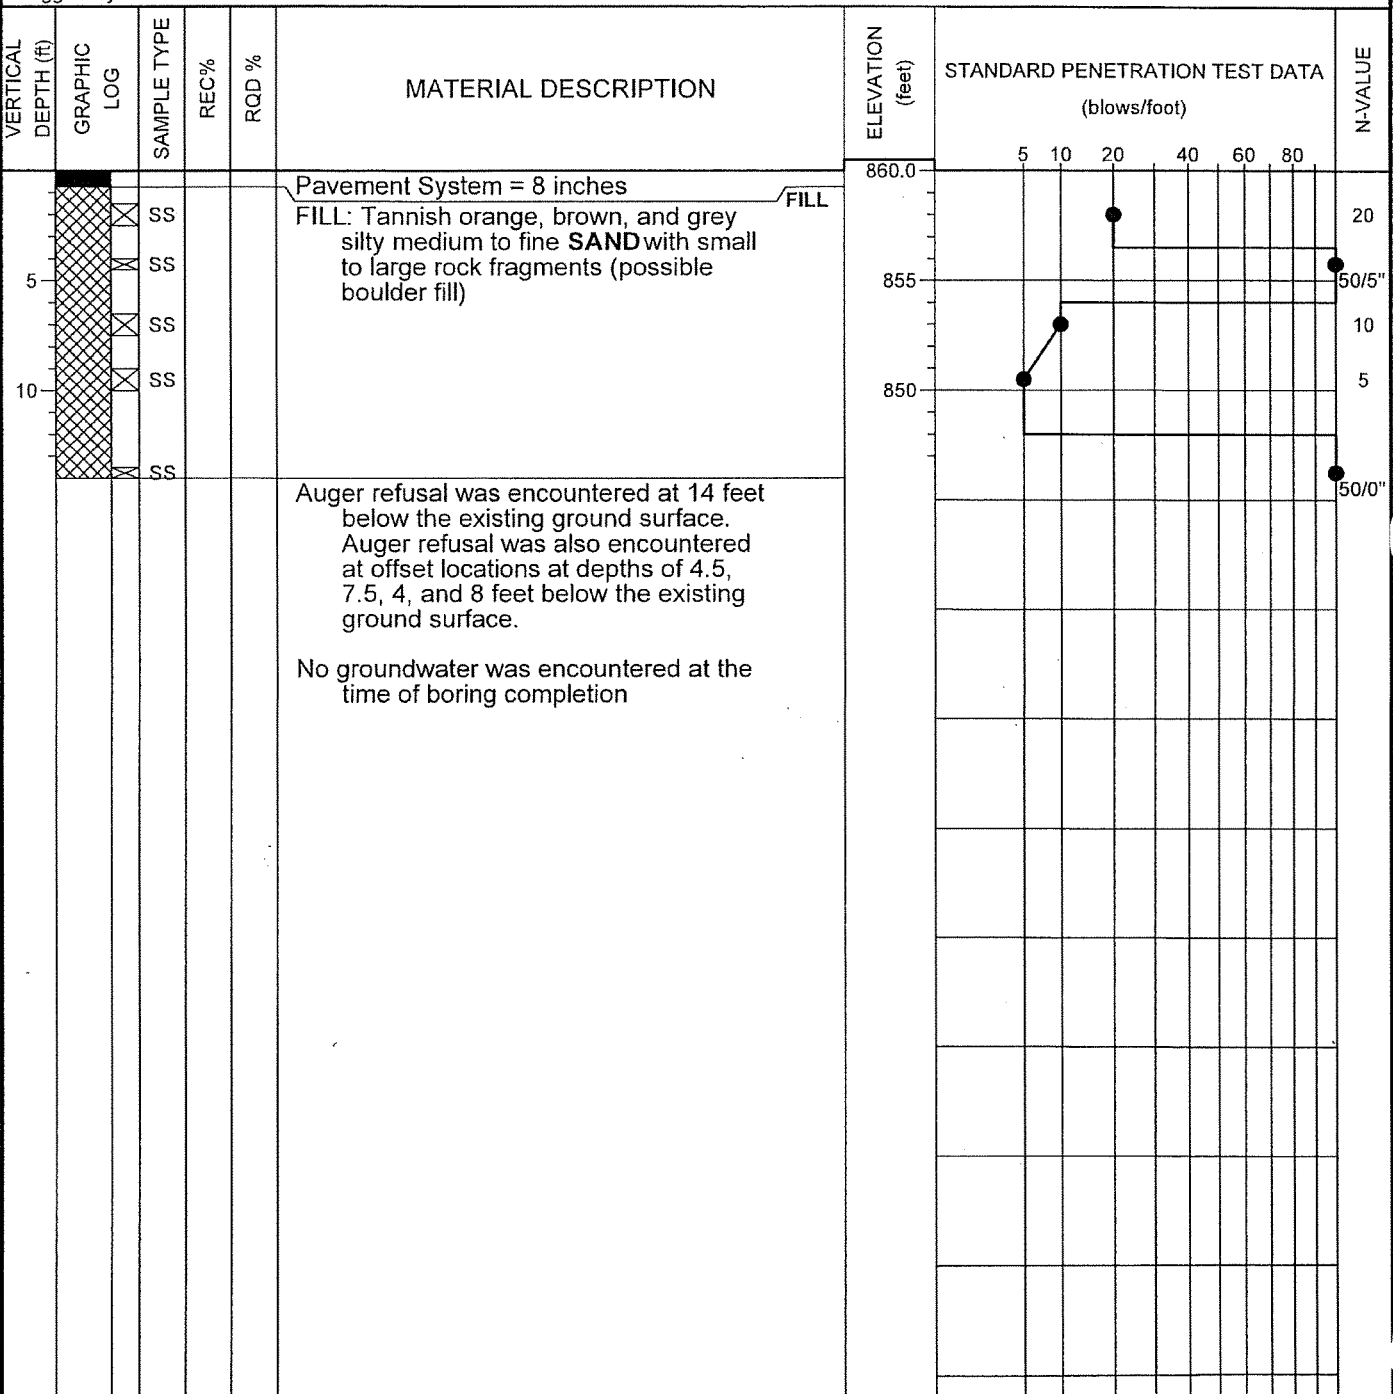 VERTICAL
DEPTH (ft)
GRAPHIC
LOG
SAMPLE TYPE
REC%
RQD %
MATERIAL DESCRIPTION
ELEVATION
(feet)
STANDARD PENETRATION TEST DATA
(blows/foot)
N-VALUE
5 10 20 40 60 80
860.0
Pavement System = 8 inches
FILL
FILL: Tannish orange, brown, and grey
silty medium to fine SAND with small
to large rock fragments (possible
boulder fill)
SS
20
SS
5
855
50/5"
SS
10
SS
5
10
850
SS
50/0"
Auger refusal was encountered at 14 feet
below the existing ground surface.
Auger refusal was also encountered
at offset locations at depths of 4.5,
7.5, 4, and 8 feet below the existing
ground surface.
No groundwater was encountered at the
time of boring completion